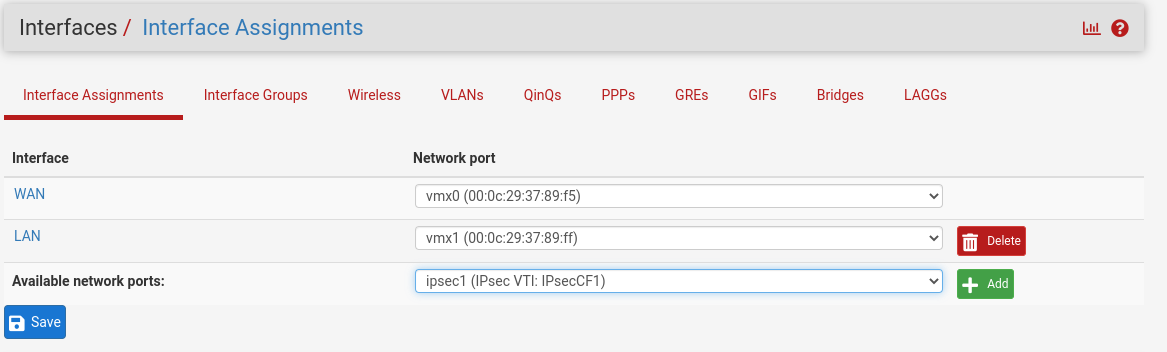 Interfaces / Interface Assignments
Interface Assignments Interface Groups Wireless VLANs QinQs PPPs GREs GIFs Bridges LAGGs
Interface Network port
WAN vmx0 (00:0c:29:37:89:f5)
LAN vmx1 (00:0c:29:37:89:ff) Delete
Available network ports: ipsec1 (IPsec VTI: IPsecCF1) Add
Save